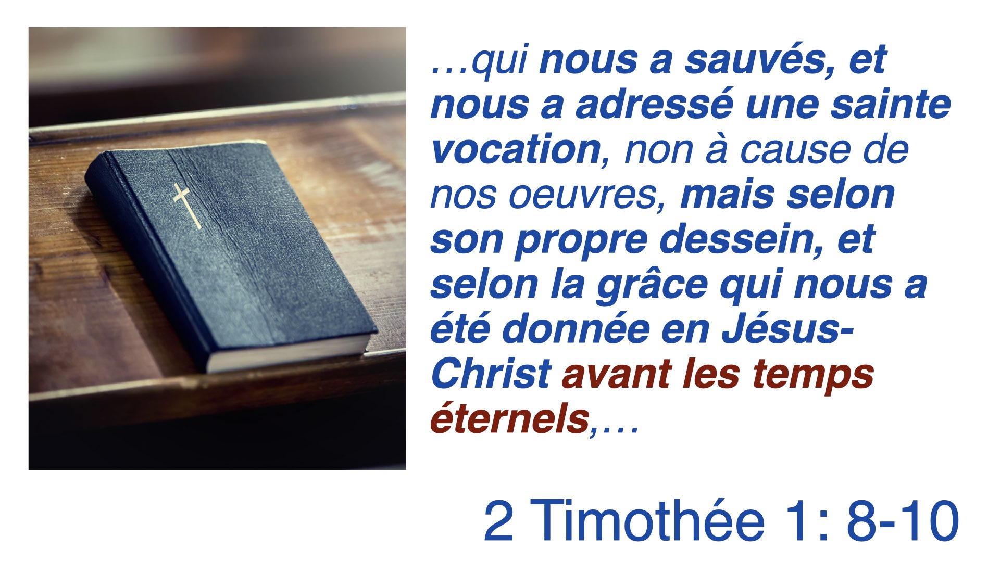 …qui nous a sauvés, et
nous a adressé une sainte
vocation, non à cause de
nos oeuvres, mais selon
son propre dessein, et
selon la grâce qui nous a
été donnée en Jésus-
Christ avant les temps
éternels,…
2 Timothée 1: 8-10